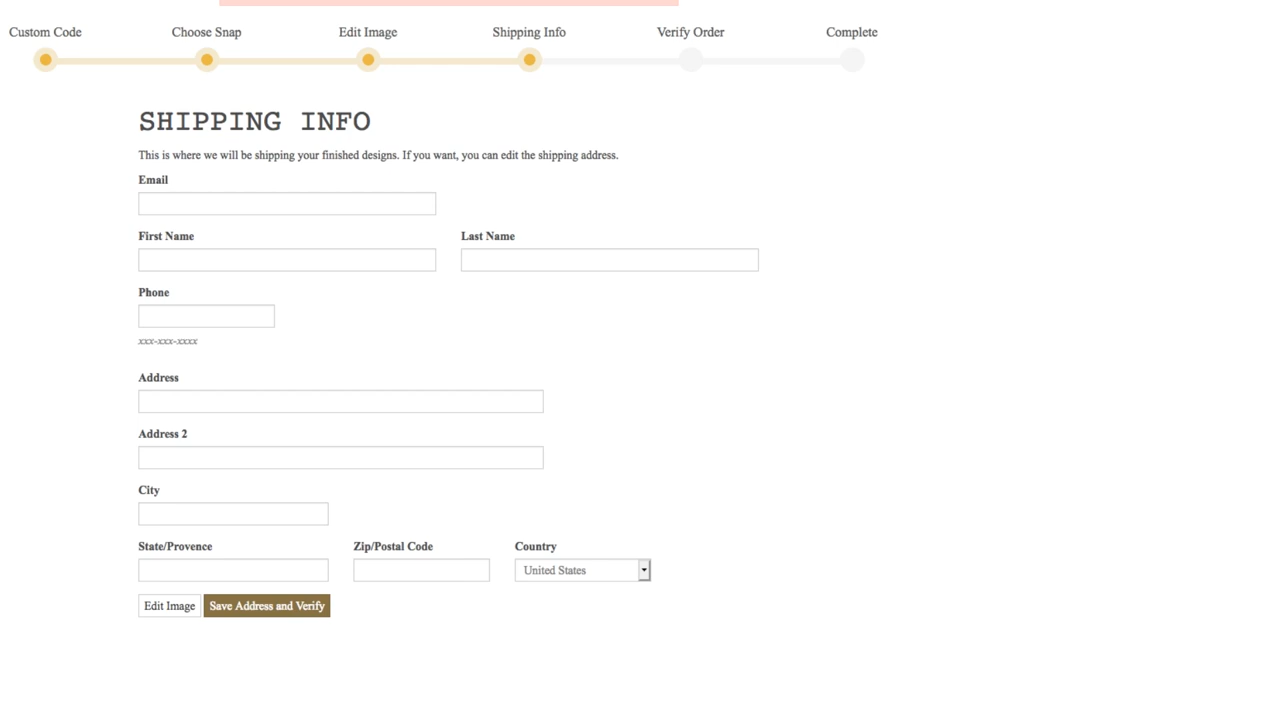 Custom Code Choose Snap Edit Image Shipping Info Verify Order Complete
SHIPPING INFO
This is where we will be shipping your finished designs. If you want, you can edit the shipping address.
Email
First Name Last Name
Phone
xxx-xxx-xxxx
Address
Address 2
City
State/Provence Zip/Postal Code Country
United States
Edit Image Save Address and Verify